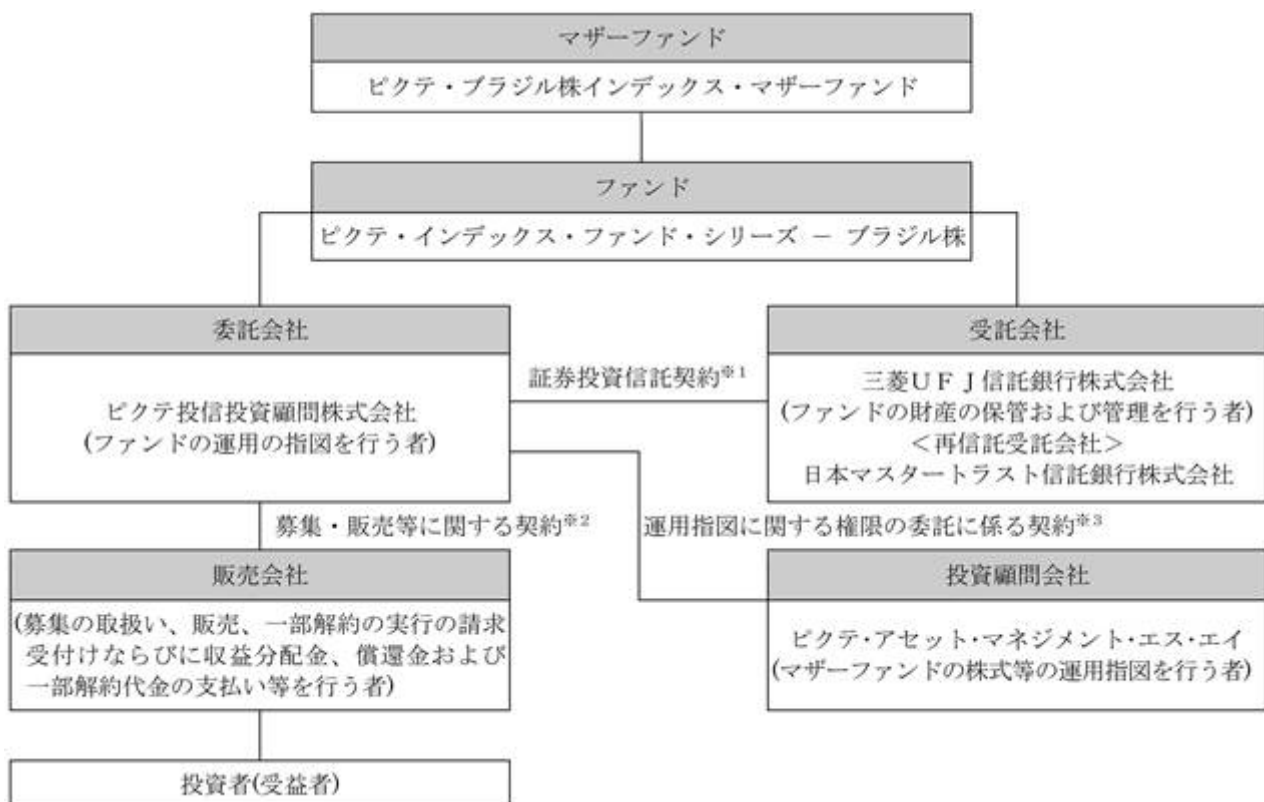 マザーファンド
ピクテ・ブラジル株インデックス・マザーファンド
ファンド
ピクテ・インデックス・ファンド・シリーズ － ブラジル株
委託会社
ピクテ投信投資顧問株式会社
(ファンドの運用の指図を行う者)
証券投資信託契約※1
受託会社
三菱ＵＦＪ信託銀行株式会社
(ファンドの財産の保管および管理を行う者)
＜再信託受託会社＞
日本マスタートラスト信託銀行株式会社
募集・販売等に関する契約※2
運用指図に関する権限の委託に係る契約※3
販売会社
(募集の取扱い、販売、一部解約の実行の請求
受付けならびに収益分配金、償還金および
一部解約代金の支払い等を行う者)
投資顧問会社
ピクテ・アセット・マネジメント・エス・エイ
(マザーファンドの株式等の運用指図を行う者)
投資者(受益者)